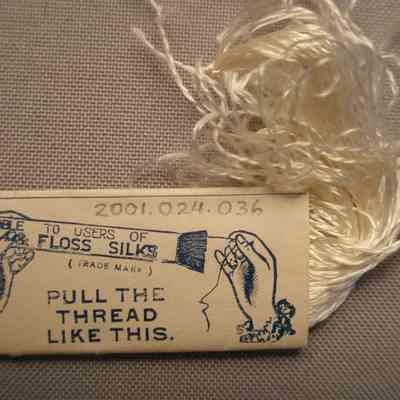 2001.024.036
TO USERS OF
FLOSS SILKS
(TRADE MARK)
PULL THE
THREAD
LIKE THIS.